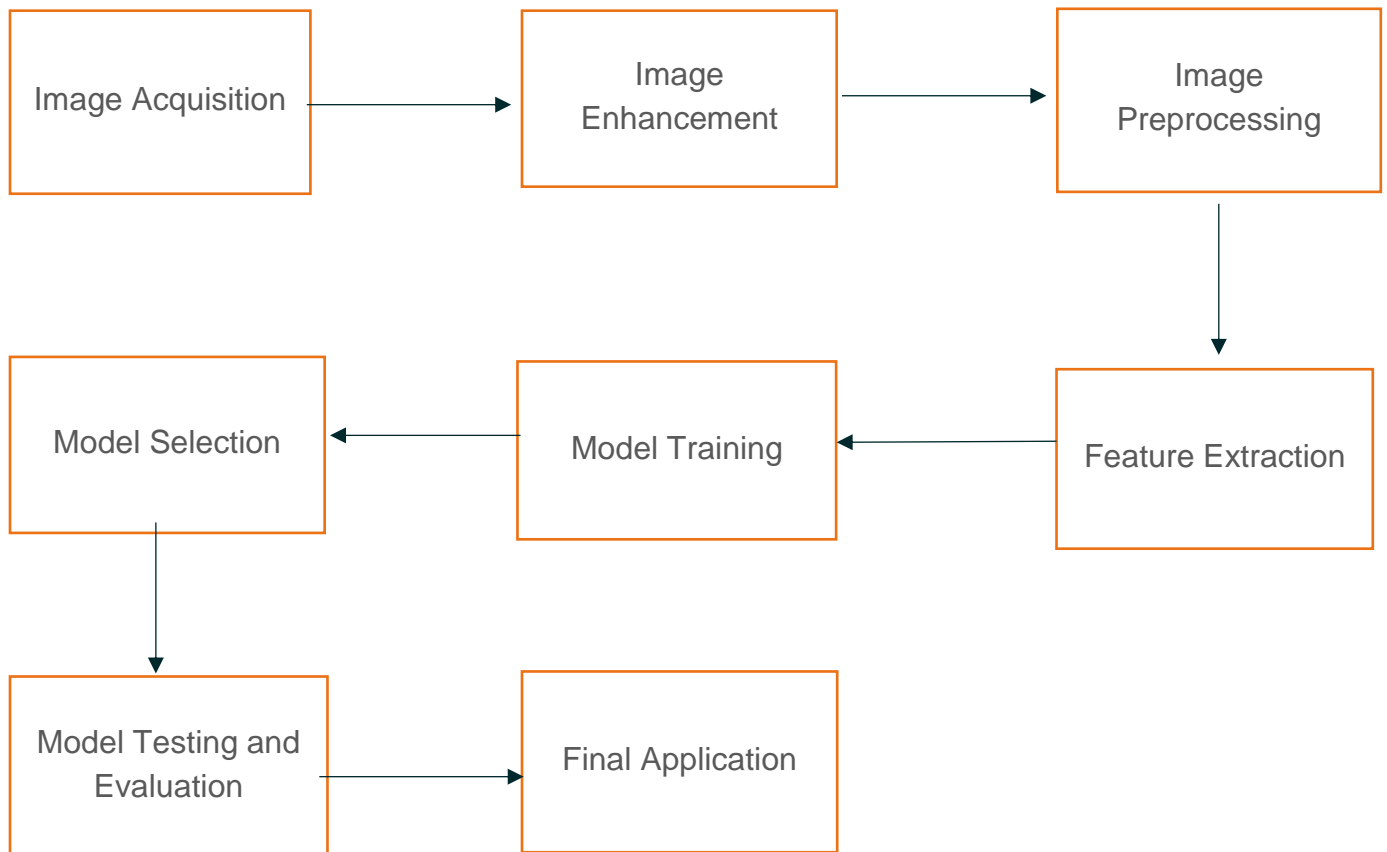 Image Acquisition
Image
Enhancement
Image
Preprocessing
Feature Extraction
Model Training
Model Selection
Model Testing and
Evaluation
Final Application